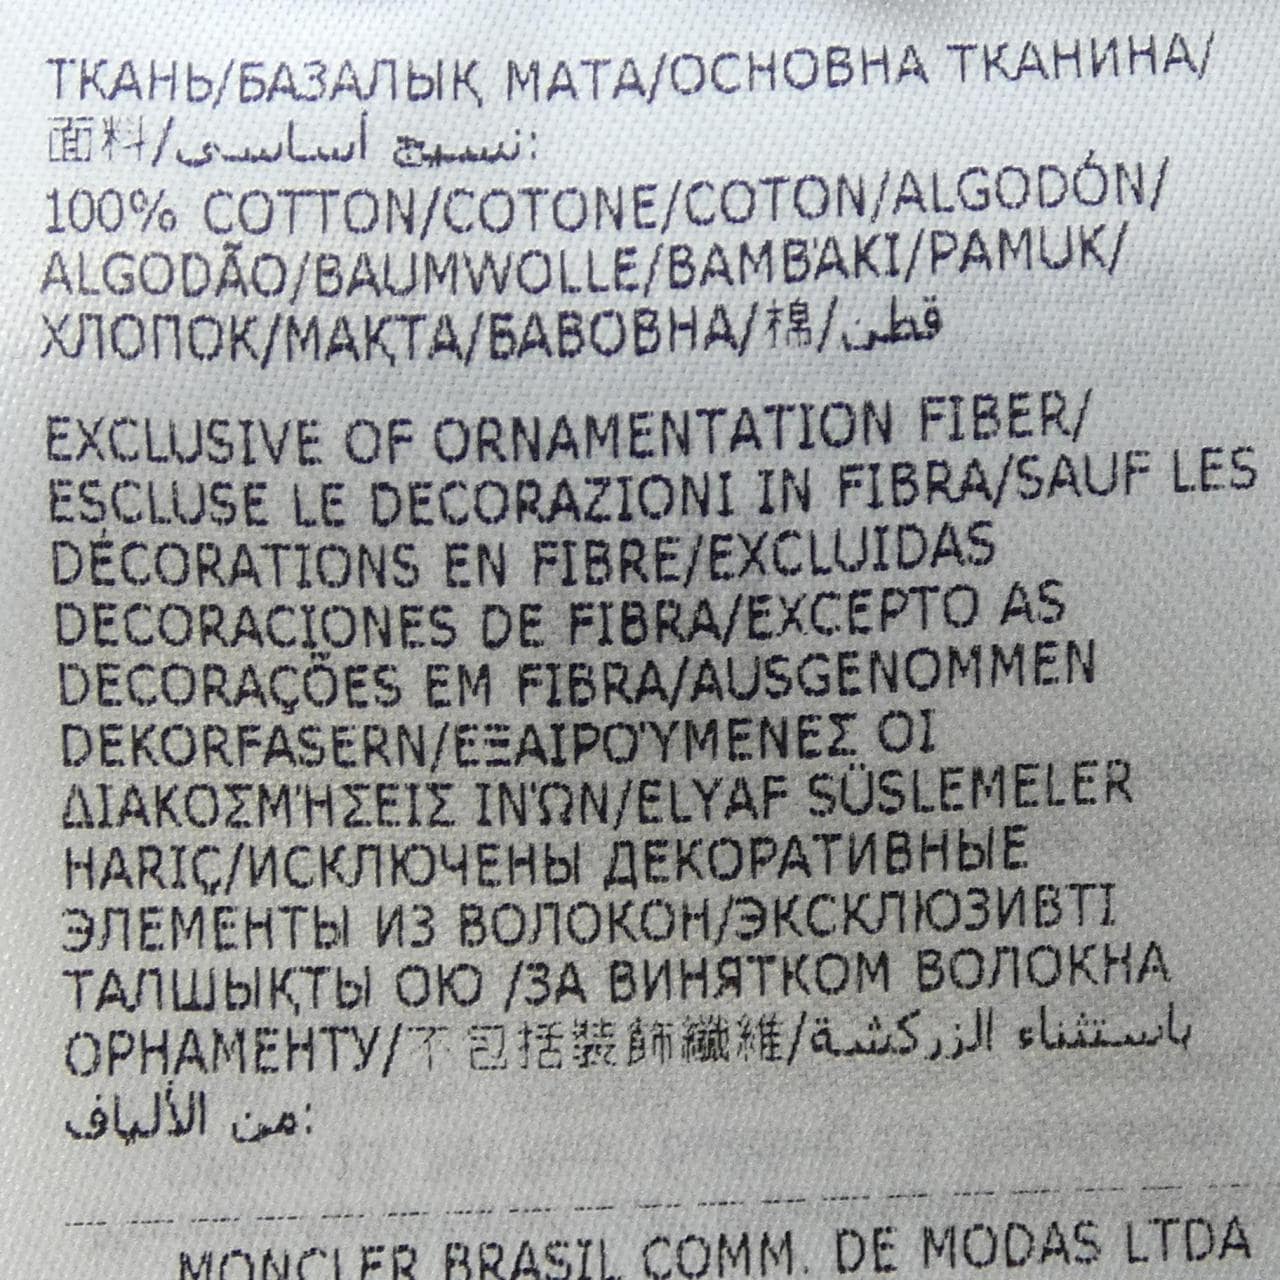 ТКАНЬ/БАЗАЛЫҚ МАТА/ОСНОВНА ТКАНИНА/
面料/نسيج أساسى:
100% COTTON/COTONE/COTON/ALGODÓN/
ALGODÃO/BAUMWOLLE/ΒΑΜΒΆΚΙ/PAMUK/
ХЛОПОК/МАҚТА/БАВОВНА/棉/قطن
EXCLUSIVE OF ORNAMENTATION FIBER/
ESCLUSE LE DECORAZIONI IN FIBRA/SAUF LES
DÉCORATIONS EN FIBRE/EXCLUIDAS
DECORACIONES DE FIBRA/EXCEPTO AS
DECORAÇÕES EM FIBRA/AUSGENOMMEN
DEKORFASERN/ΕΞΑΙΡΟΎΜΕΝΕΣ ΟΙ
ΔΙΑΚΟΣΜΉΣΕΙΣ ΙΝΏΝ/ELYAF SÜSLEMELER
HARIÇ/ИСКЛЮЧЕНЫ ДЕКОРАТИВНЫЕ
ЭЛЕМЕНТЫ ИЗ ВОЛОКОН/ЭКСКЛЮЗИВТІ
ТАЛШЫҚТЫ ОЮ /ЗА ВИНЯТКОМ ВОЛОКНА
ОРНАМЕНТУ/不包括裝飾纖維/باستثناء الزركشة
من الألياف:
MONCLER BRASIL COMM. DE MODAS LTDA